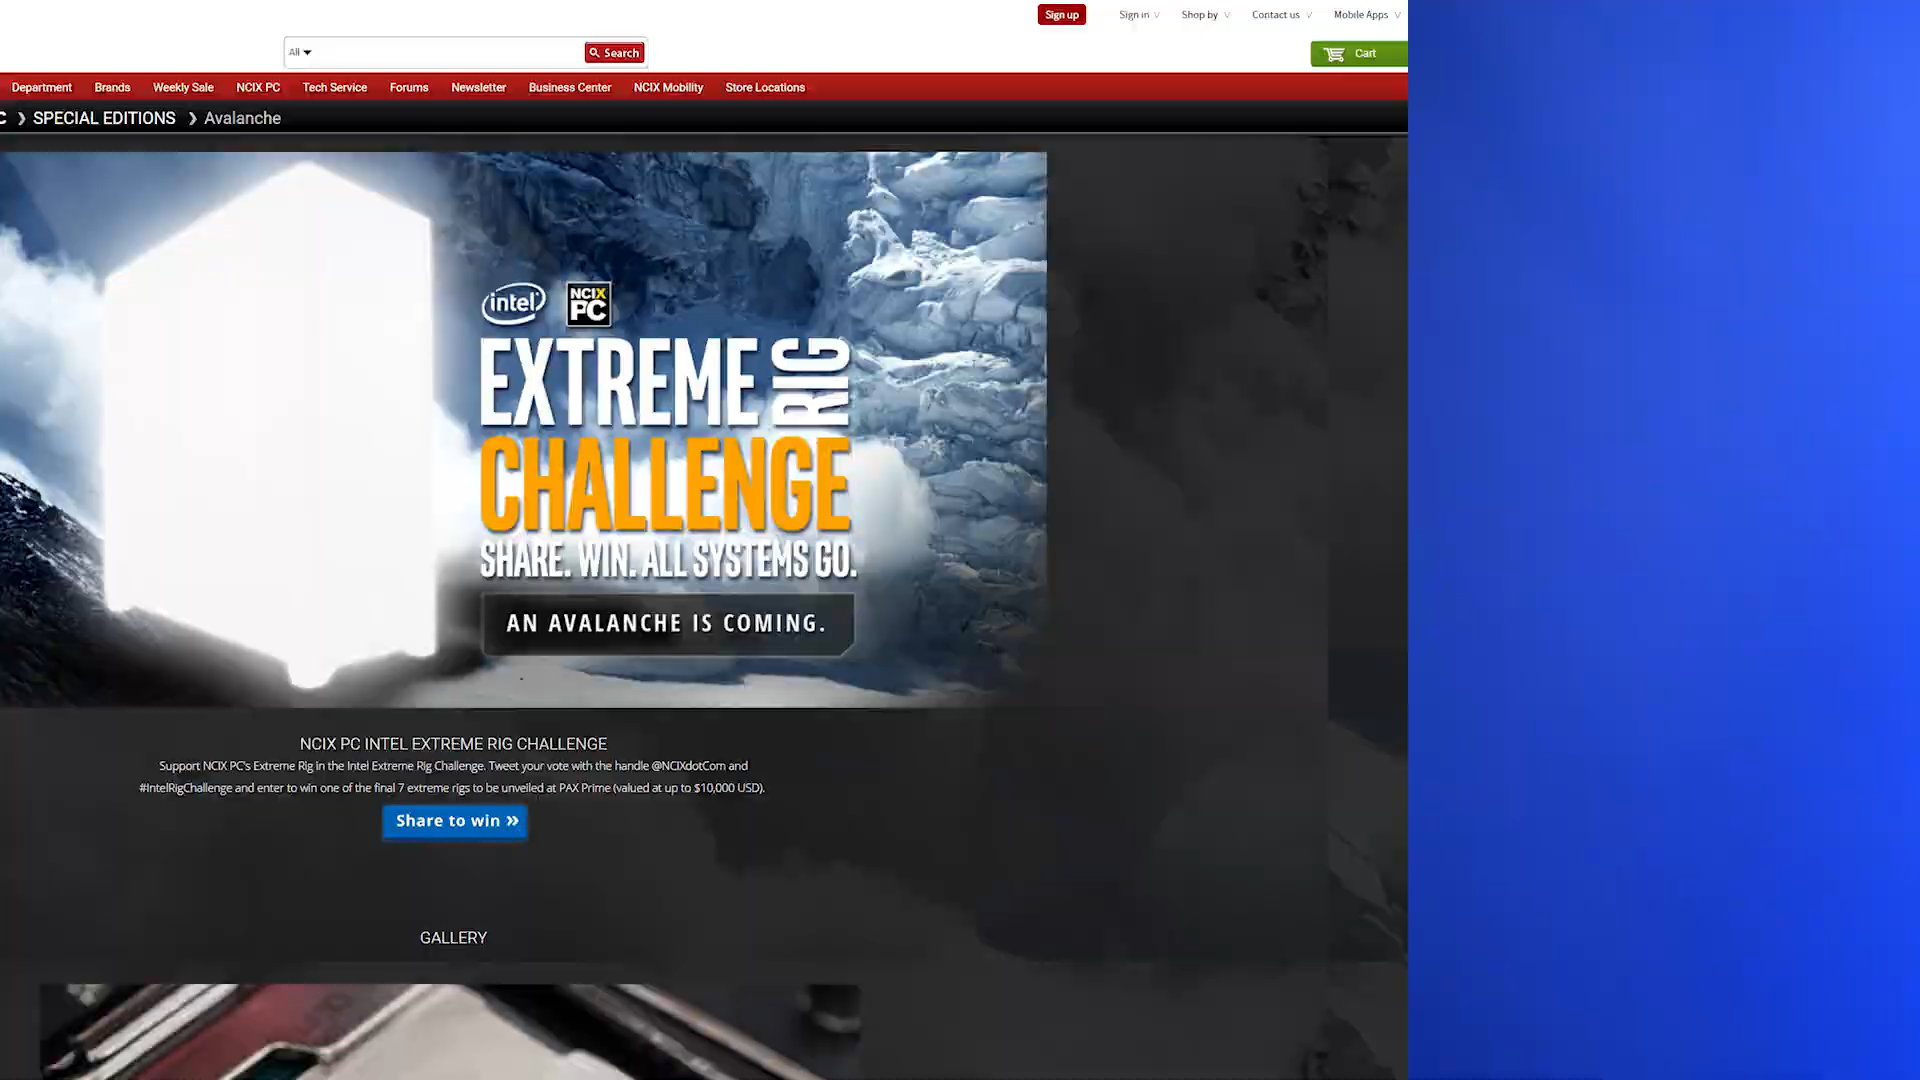 Sign up Sign in Shop by Contact us Mobile Apps
All Search Cart
Department Brands Weekly Sale NCIX PC Tech Service Forums Newsletter Business Center NCIX Mobility Store Locations
C > SPECIAL EDITIONS > Avalanche
intel NCIX PC
EXTREME RIG
CHALLENGE
SHARE. WIN. ALL SYSTEMS GO.
AN AVALANCHE IS COMING.
NCIX PC INTEL EXTREME RIG CHALLENGE
Support NCIX PC's Extreme Rig in the Intel Extreme Rig Challenge. Tweet your vote with the handle @NCIXdotCom and
#IntelRigChallenge and enter to win one of the final 7 extreme rigs to be unveiled at PAX Prime (valued at up to $10,000 USD).
Share to win »
GALLERY